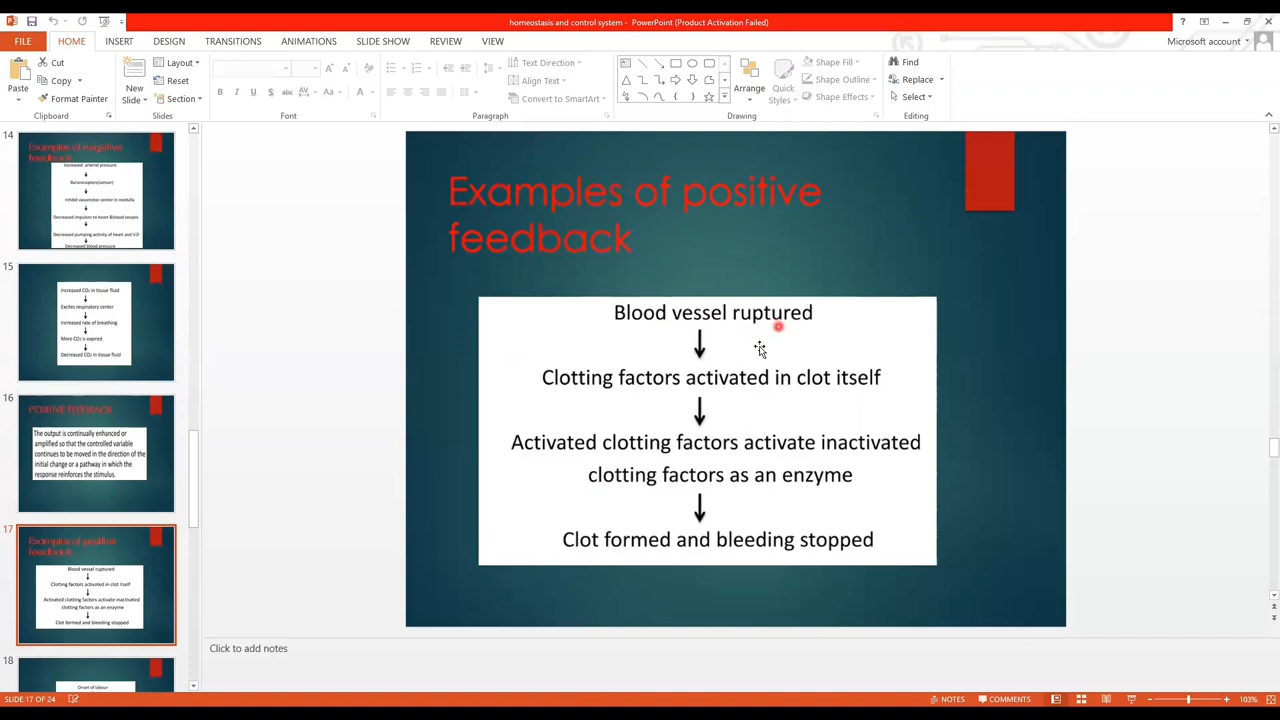 homeostasis and control system - PowerPoint (Product Activation Failed)
FILE HOME INSERT DESIGN TRANSITIONS ANIMATIONS SLIDE SHOW REVIEW VIEW
Microsoft account
Paste
Cut
Copy
Format Painter
Clipboard
New
Slide
Layout
Reset
Section
Slides
Font
Text Direction
Align Text
Convert to SmartArt
Paragraph
Arrange
Quick
Styles
Shape Fill
Shape Outline
Shape Effects
Drawing
Find
Replace
Select
Editing
14
Examples of negative
feedback
Increased arterial pressure
Baroreceptors(sensor)
Inhibit vasomotor center in medulla
Decreased impulses to heart &blood vessels
Decreased pumping activity of heart and V.D
Decreased blood pressure
15
Increased CO₂ in tissue fluid
Excites respiratory center
Increased rate of breathing
More CO₂ is expired
Decreased CO₂ in tissue fluid
16
POSITIVE FEEDBACK
The output is continually enhanced or
amplified so that the controlled variable
continues to be moved in the direction of the
initial change or a pathway in which the
response reinforces the stimulus.
17
Examples of positive
feedback
Blood vessel ruptured
Clotting factors activated in clot itself
Activated clotting factors activate inactivated
clotting factors as an enzyme
Clot formed and bleeding stopped
18
Onset of labour
Examples of positive
feedback
Blood vessel ruptured
Clotting factors activated in clot itself
Activated clotting factors activate inactivated
clotting factors as an enzyme
Clot formed and bleeding stopped
Click to add notes
SLIDE 17 OF 24
NOTES
COMMENTS
103%